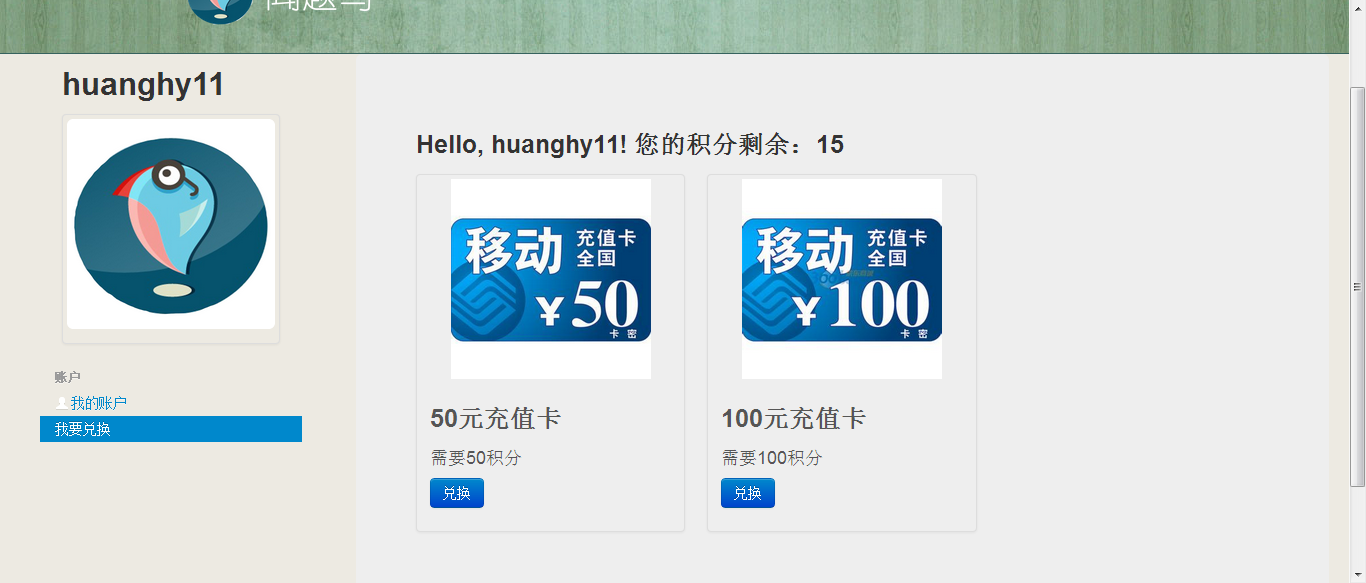 huanghy11
账户
我的账户
我要兑换
Hello, huanghy11! 您的积分剩余：15
移动 充值卡
全国
￥50
卡 密
50元充值卡
需要50积分
兑换
移动 充值卡
全国
￥100
卡 密
100元充值卡
需要100积分
兑换